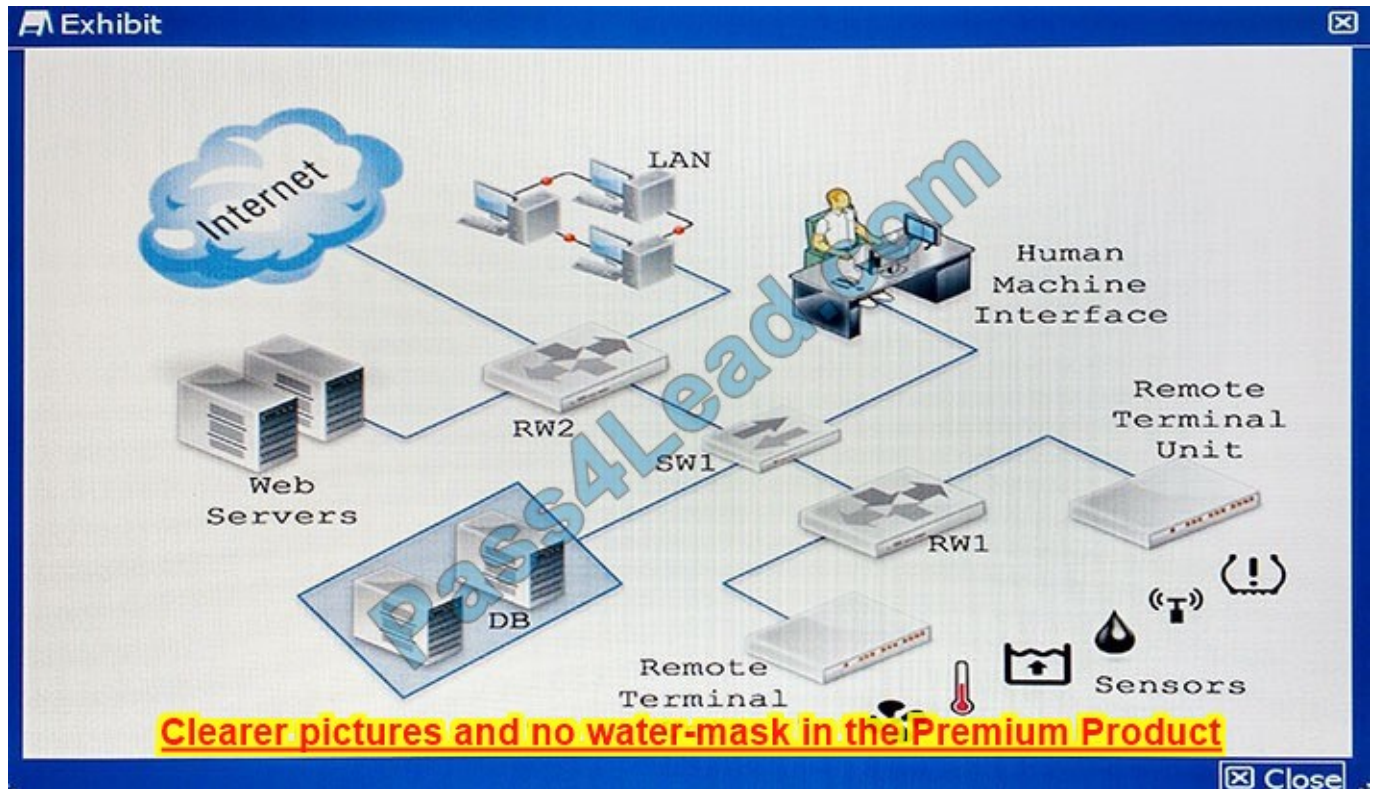 Exhibit
Internet
LAN
Human
Machine
Interface
Remote
Terminal
Unit
RW2
SW1
Web
Servers
RW1
DB
Remote
Terminal
Sensors
Pass4Lead.com
Clearer pictures and no water-mask in the Premium Product
Close